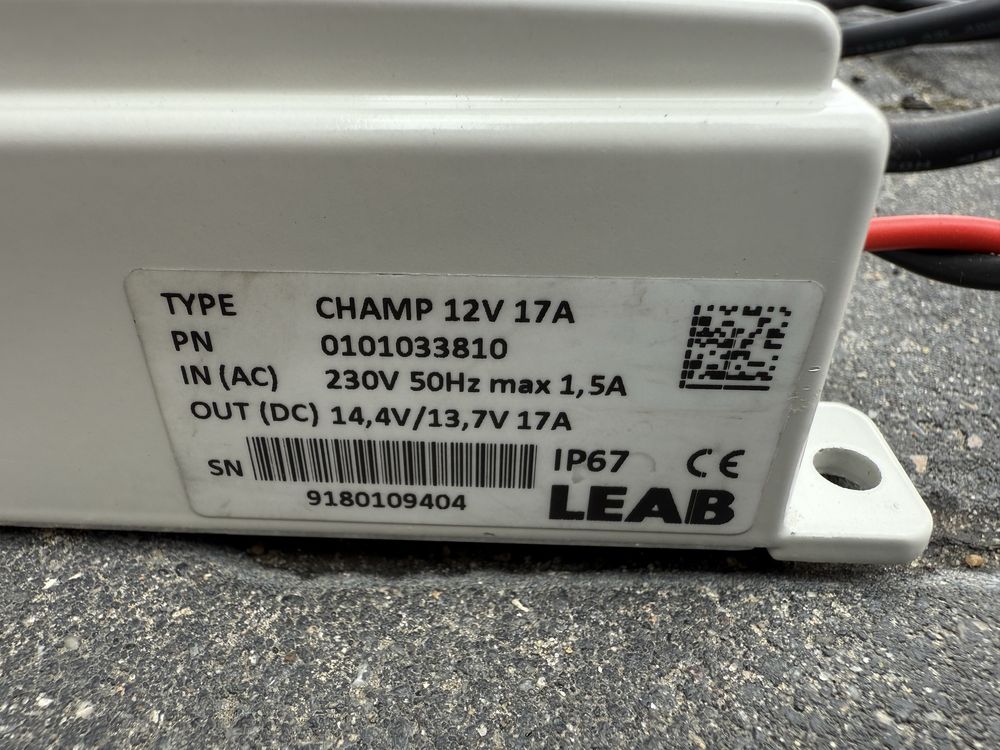 TYPE CHAMP 12V 17A
PN 0101033810
IN (AC) 230V 50Hz max 1,5A
OUT (DC) 14,4V/13,7V 17A
SN 9180109404
IP67 CE
LEAB